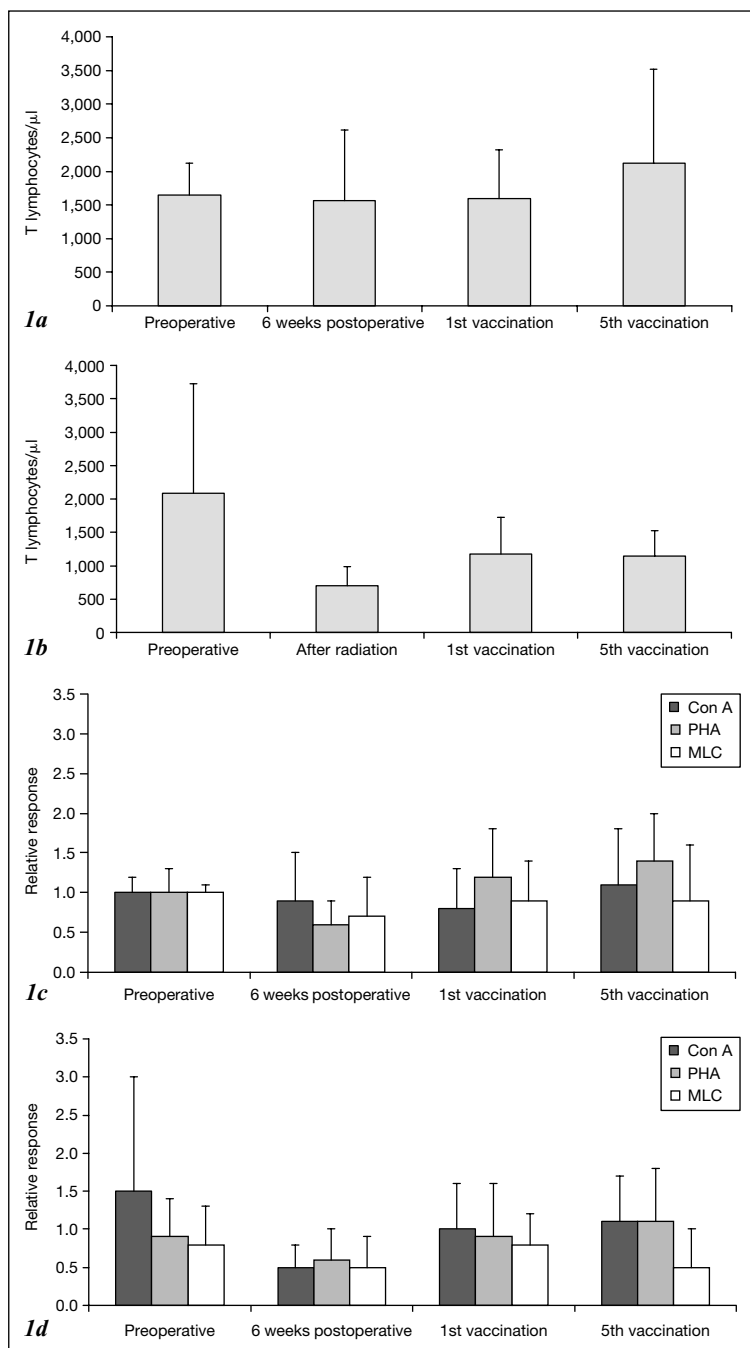 4,000
3,500
3,000
2,500
2,000
1,500
1,000
500
0
T lymphocytes/µl
Preoperative 6 weeks postoperative 1st vaccination 5th vaccination
1a
4,000
3,500
3,000
2,500
2,000
1,500
1,000
500
0
T lymphocytes/µl
Preoperative After radiation 1st vaccination 5th vaccination
1b
3.5
3.0
2.5
2.0
1.5
1.0
0.5
0.0
Relative response
Con A
PHA
MLC
Preoperative 6 weeks postoperative 1st vaccination 5th vaccination
1c
3.5
3.0
2.5
2.0
1.5
1.0
0.5
0.0
Relative response
Con A
PHA
MLC
Preoperative 6 weeks postoperative 1st vaccination 5th vaccination
1d